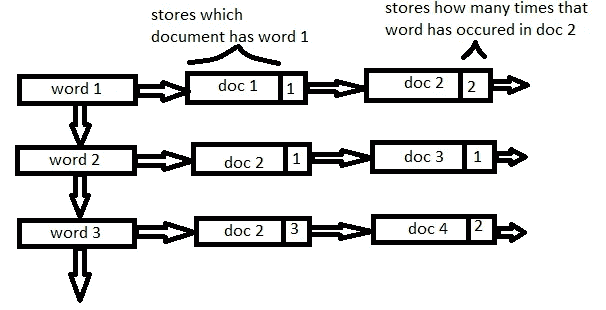 stores which
document has word 1
stores how many times that
word has occured in doc 2
word 1
doc 1 1
doc 2 2
word 2
doc 2 1
doc 3 1
word 3
doc 2 3
doc 4 2